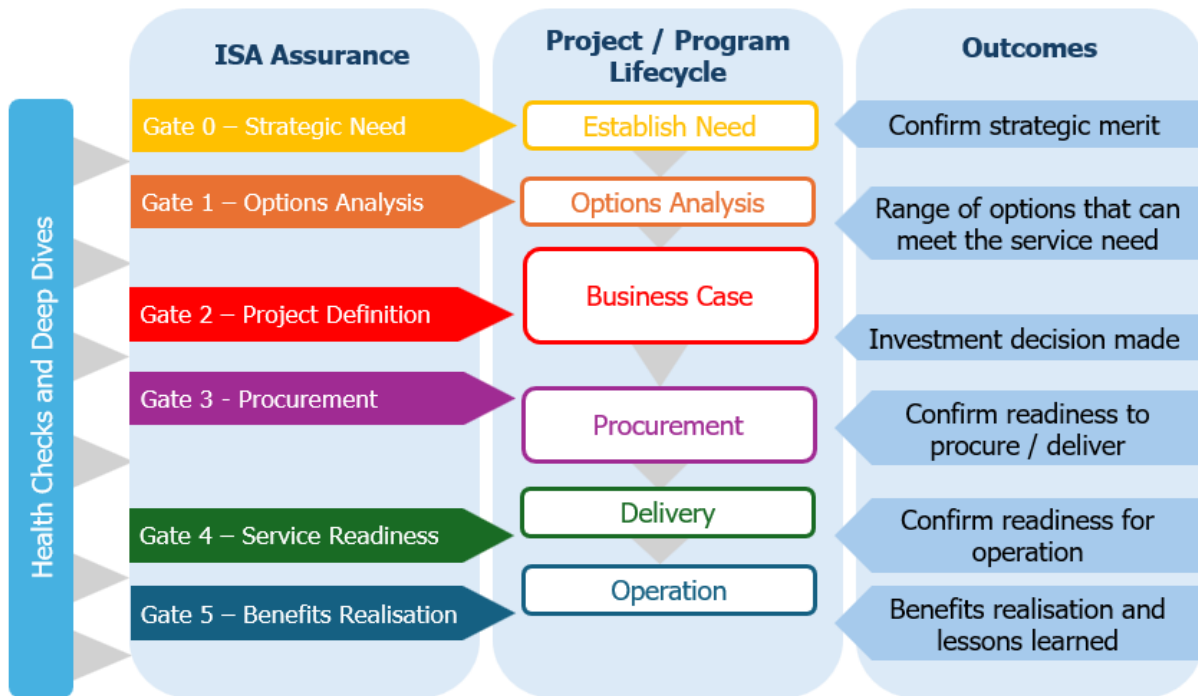 ISA Assurance
Project / Program
Lifecycle
Outcomes
Health Checks and Deep Dives
Gate 0 – Strategic Need
Establish Need
Confirm strategic merit
Gate 1 – Options Analysis
Options Analysis
Range of options that can
meet the service need
Gate 2 – Project Definition
Business Case
Investment decision made
Gate 3 - Procurement
Procurement
Confirm readiness to
procure / deliver
Gate 4 – Service Readiness
Delivery
Confirm readiness for
operation
Gate 5 – Benefits Realisation
Operation
Benefits realisation and
lessons learned